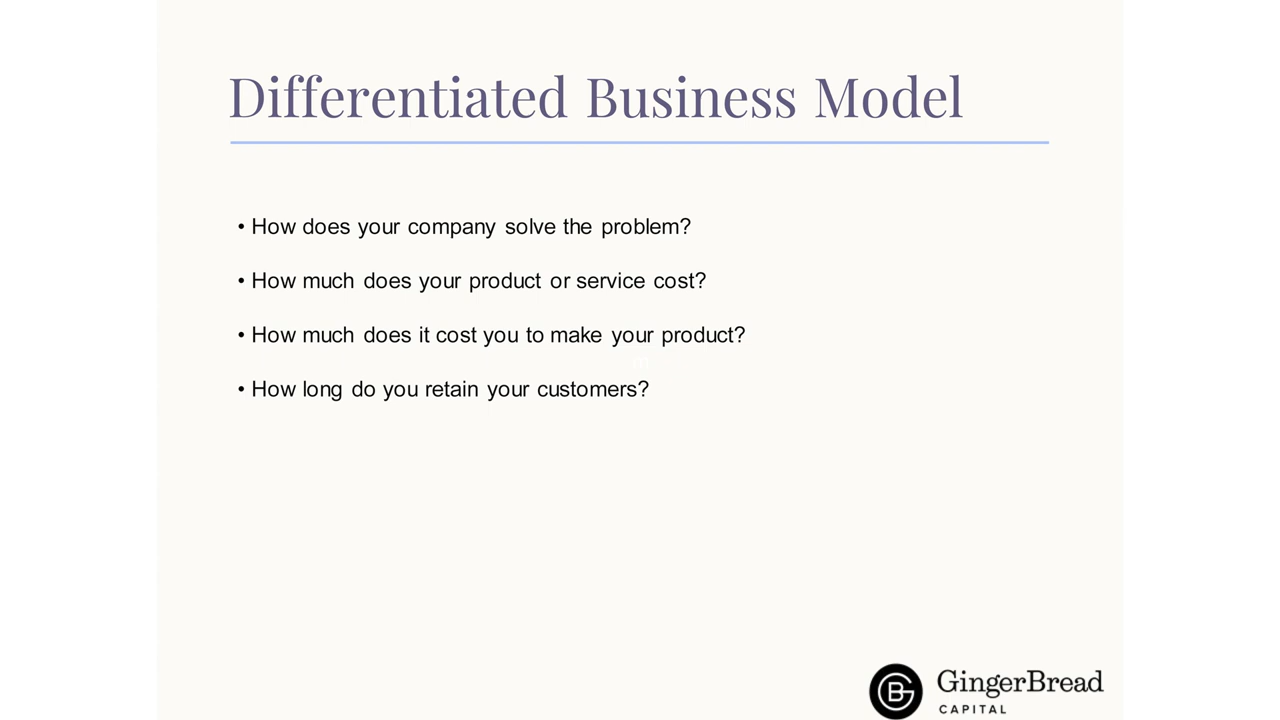 Differentiated Business Model
• How does your company solve the problem?
• How much does your product or service cost?
• How much does it cost you to make your product?
• How long do you retain your customers?
GingerBread
CAPITAL